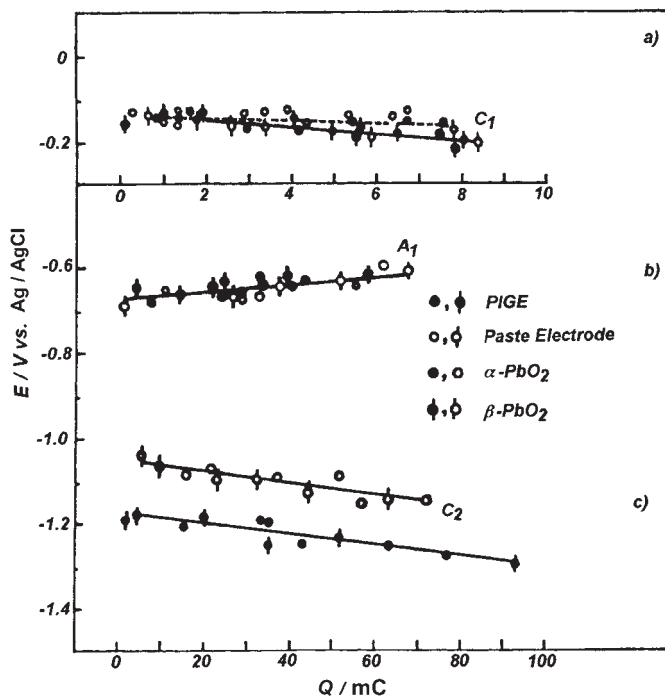 a)
0
-0.2
C1
0 2 4 6 8 10
E / V vs. Ag / AgCl
-0.6
-0.8
-1.0
-1.2
-1.4
A1
b)
●,● PIGE
○,○ Paste Electrode
●,○ α-PbO2
●,○ β-PbO2
C2
c)
0 20 40 60 80 100
Q / mC